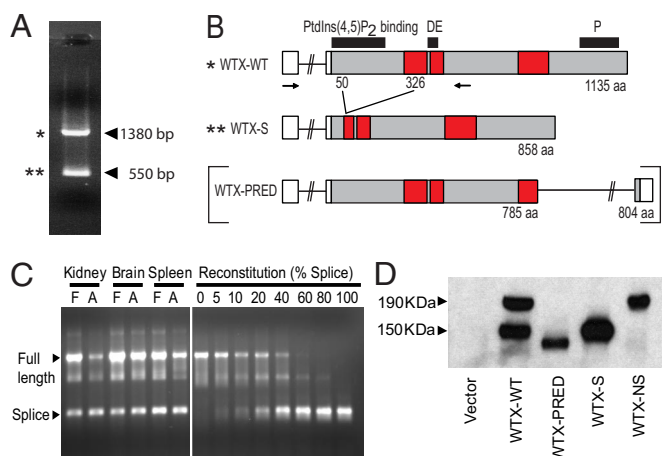 A
* 1380 bp
** 550 bp
B
PtdIns(4,5)P2 binding DE P
* WTX-WT
50 326 1135 aa
** WTX-S
858 aa
WTX-PRED
785 aa 804 aa
C
Kidney Brain Spleen Reconstitution (% Splice)
F A F A F A 0 5 10 20 40 60 80 100
Full
length
Splice
D
190KDa
150KDa
Vector
WTX-WT
WTX-PRED
WTX-S
WTX-NS